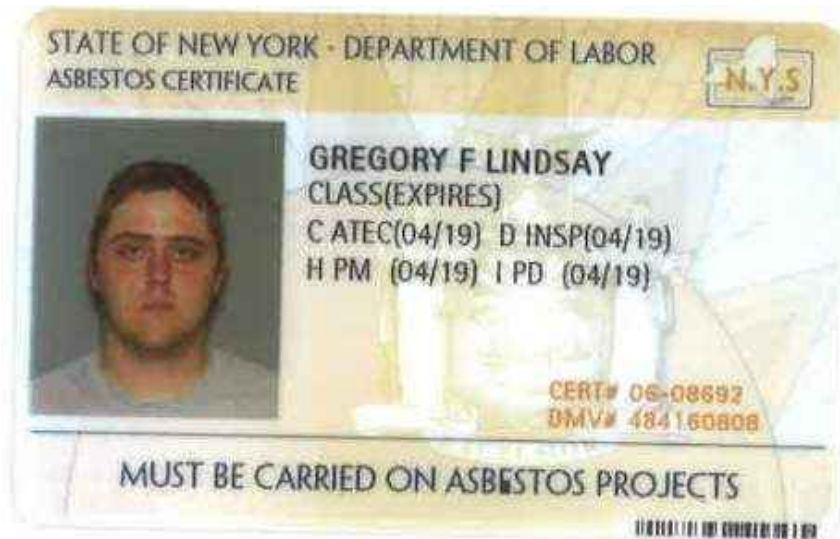 STATE OF NEW YORK - DEPARTMENT OF LABOR
ASBESTOS CERTIFICATE
N.Y.S
GREGORY F LINDSAY
CLASS(EXPIRES)
C ATEC(04/19) D INSP(04/19)
H PM (04/19) I PD (04/19)
CERT# 06-08692
DMV# 484160808
MUST BE CARRIED ON ASBESTOS PROJECTS